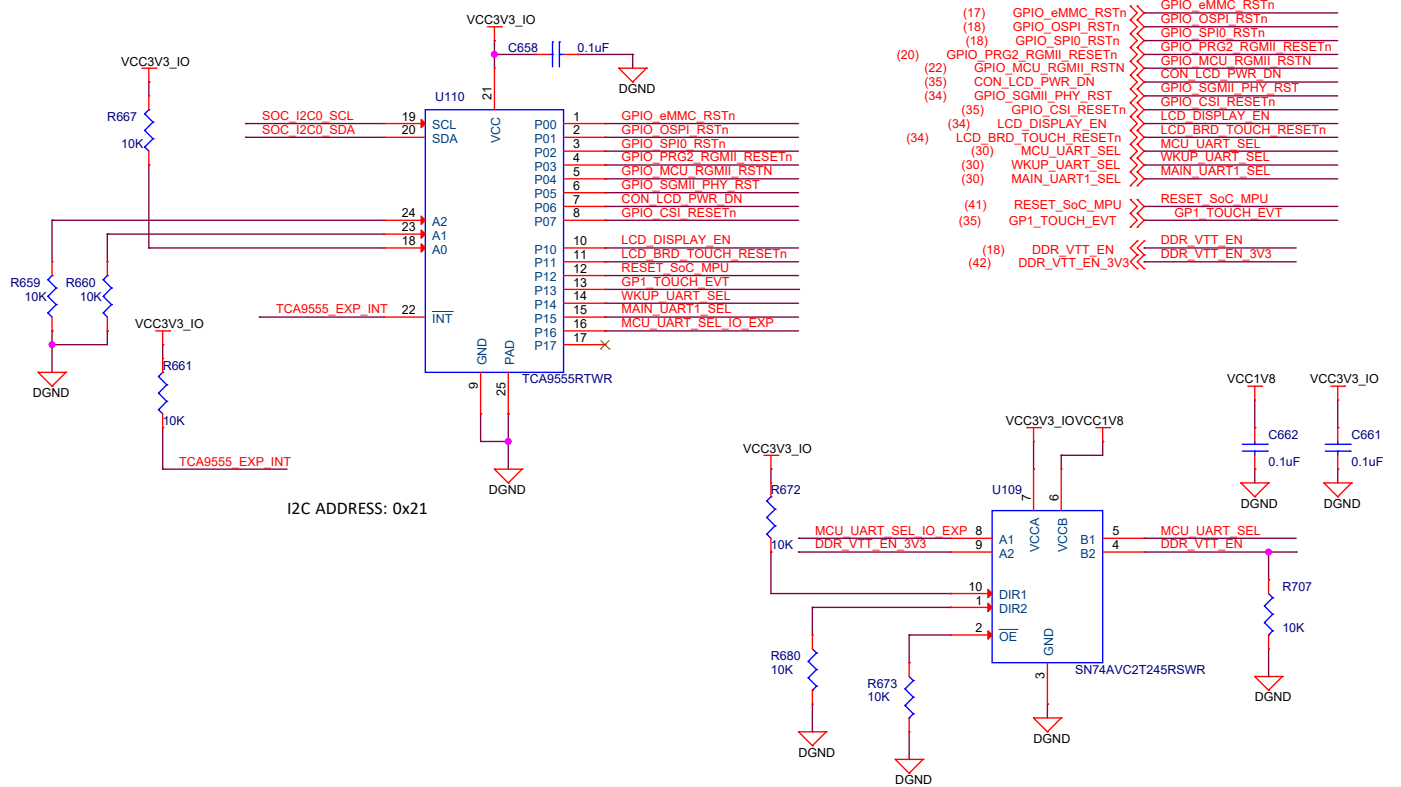 VCC3V3_IO
C658 0.1uF
DGND
VCC3V3_IO
R667
10K
U110
21
VCC
SOC_I2C0_SCL 19 SCL
SOC_I2C0_SDA 20 SDA
24 A2
23 A1
18 A0
TCA9555_EXP_INT 22 INT
P00 1 GPIO_eMMC_RSTn
P01 2 GPIO_OSPI_RSTn
P02 3 GPIO_SPI0_RSTn
P03 4 GPIO_PRG2_RGMII_RESETn
P04 5 GPIO_MCU_RGMII_RSTN
P05 6 GPIO_SGMII_PHY_RST
P06 7 CON_LCD_PWR_DN
P07 8 GPIO_CSI_RESETn
P10 10 LCD_DISPLAY_EN
P11 11 LCD_BRD_TOUCH_RESETn
P12 12 RESET_SoC_MPU
P13 13 GP1_TOUCH_EVT
P14 14 WKUP_UART_SEL
P15 15 MAIN_UART1_SEL
P16 16 MCU_UART_SEL_IO_EXP
P17 17
GND PAD
9 25
TCA9555RTWR
DGND
R659
10K
R660
10K
DGND
VCC3V3_IO
R661
10K
TCA9555_EXP_INT
I2C ADDRESS: 0x21
(17) GPIO_eMMC_RSTn GPIO_eMMC_RSTn
(18) GPIO_OSPI_RSTn GPIO_OSPI_RSTn
(18) GPIO_SPI0_RSTn GPIO_SPI0_RSTn
(20) GPIO_PRG2_RGMII_RESETn GPIO_PRG2_RGMII_RESETn
(22) GPIO_MCU_RGMII_RSTN GPIO_MCU_RGMII_RSTN
(35) CON_LCD_PWR_DN CON_LCD_PWR_DN
(34) GPIO_SGMII_PHY_RST GPIO_SGMII_PHY_RST
(35) GPIO_CSI_RESETn GPIO_CSI_RESETn
(34) LCD_DISPLAY_EN LCD_DISPLAY_EN
(34) LCD_BRD_TOUCH_RESETn LCD_BRD_TOUCH_RESETn
(30) MCU_UART_SEL MCU_UART_SEL
(30) WKUP_UART_SEL WKUP_UART_SEL
(30) MAIN_UART1_SEL MAIN_UART1_SEL
(41) RESET_SoC_MPU RESET_SoC_MPU
(35) GP1_TOUCH_EVT GP1_TOUCH_EVT
(18) DDR_VTT_EN DDR_VTT_EN
(42) DDR_VTT_EN_3V3 DDR_VTT_EN_3V3
VCC1V8
C662
0.1uF
DGND
VCC3V3_IO
C661
0.1uF
DGND
VCC3V3_IO VCC1V8
VCC3V3_IO
R672
10K
U109
7 6
VCCA VCCB
MCU_UART_SEL_IO_EXP 8 A1
DDR_VTT_EN_3V3 9 A2
10 DIR1
1 DIR2
2 OE
B1 5 MCU_UART_SEL
B2 4 DDR_VTT_EN
GND
3
SN74AVC2T245RSWR
DGND
R680
10K
DGND
R673
10K
DGND
R707
10K
DGND